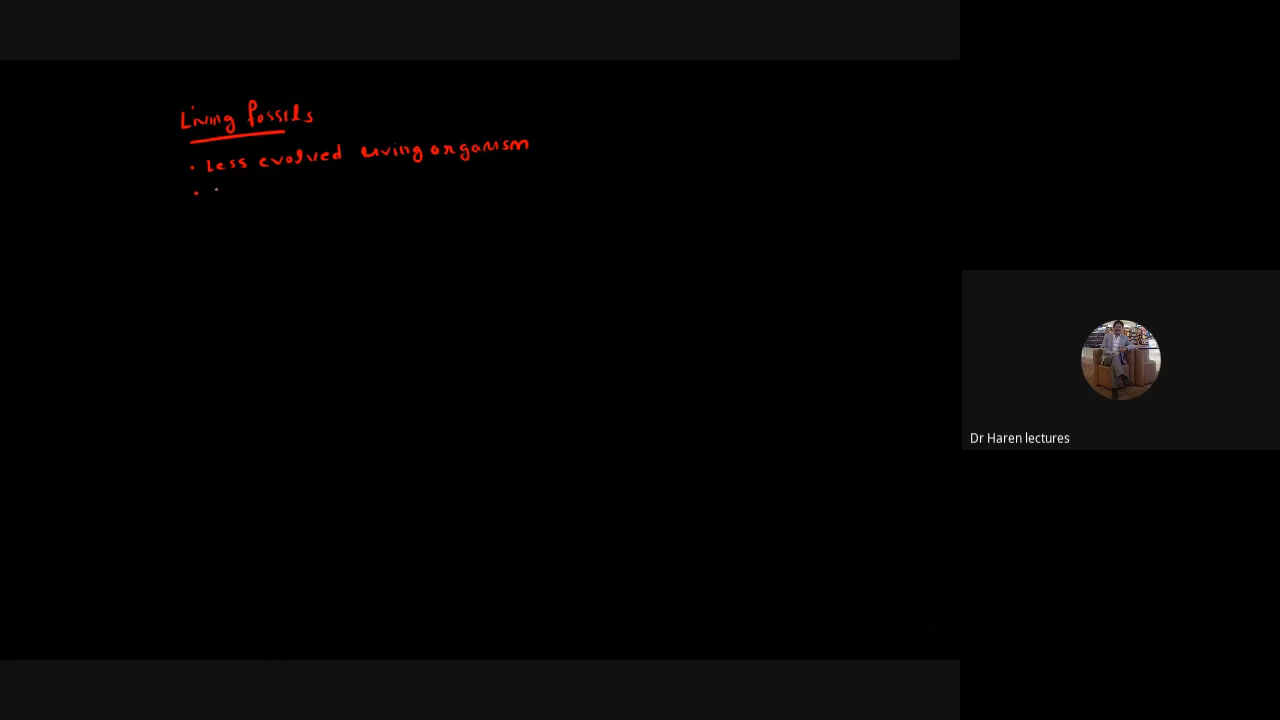 Living fossils
• Less evolved living organism
•
Dr Haren lectures